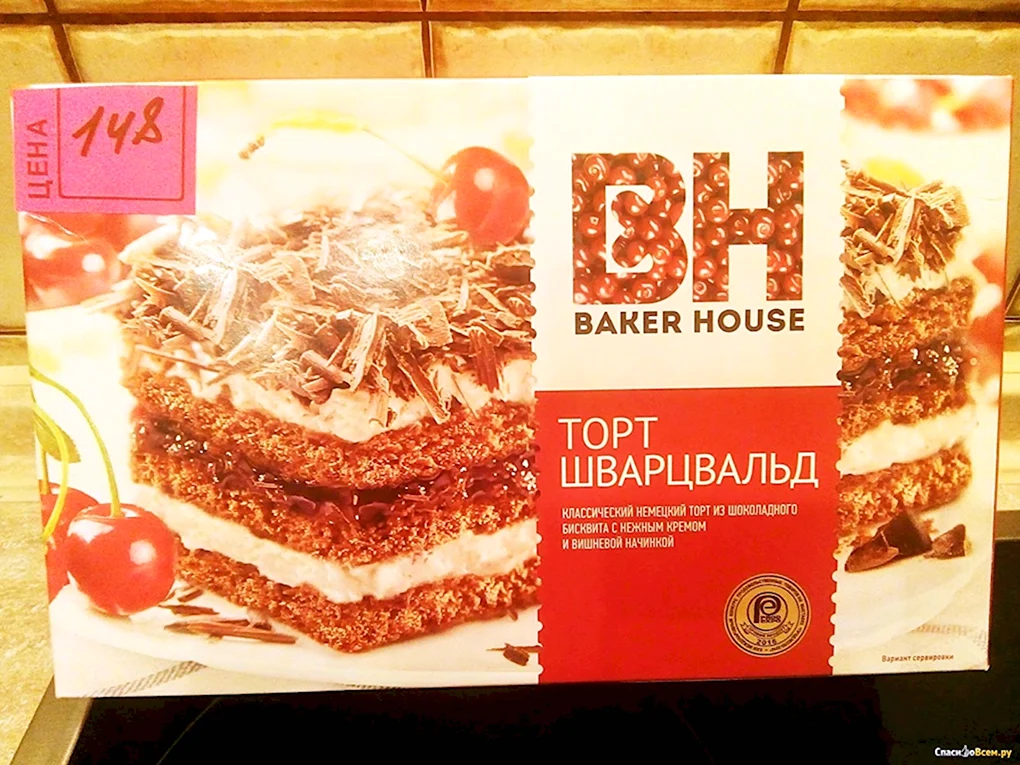 ЦЕНА
148
BH
BAKER HOUSE
ТОРТ
ШВАРЦВАЛЬД
КЛАССИЧЕСКИЙ НЕМЕЦКИЙ ТОРТ ИЗ ШОКОЛАДНОГО
БИСКВИТА С НЕЖНЫМ КРЕМОМ
И ВИШНЕВОЙ НАЧИНКОЙ
2016
Вариант сервировки
СпасибоВсем.ру